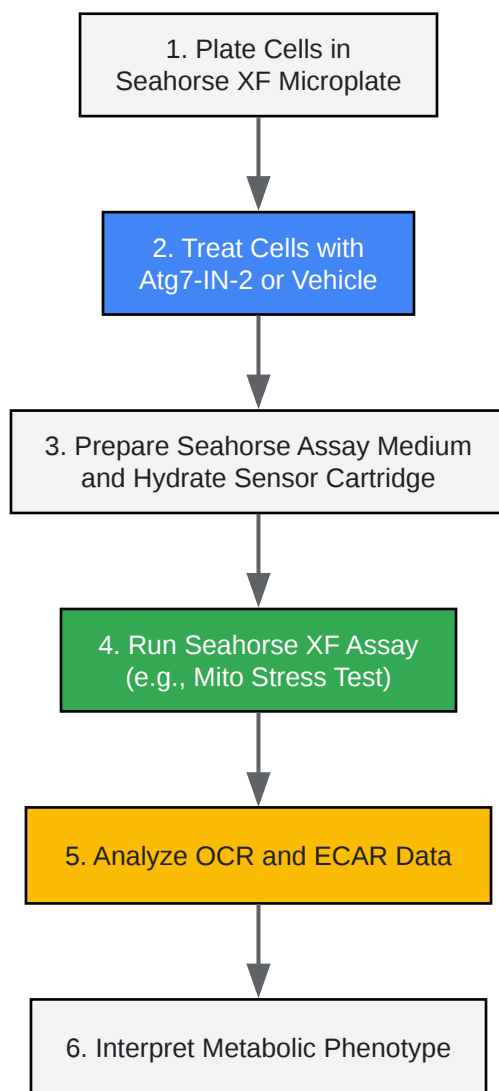 1. Plate Cells in
Seahorse XF Microplate
2. Treat Cells with
Atg7-IN-2 or Vehicle
3. Prepare Seahorse Assay Medium
and Hydrate Sensor Cartridge
4. Run Seahorse XF Assay
(e.g., Mito Stress Test)
5. Analyze OCR and ECAR Data
6. Interpret Metabolic Phenotype